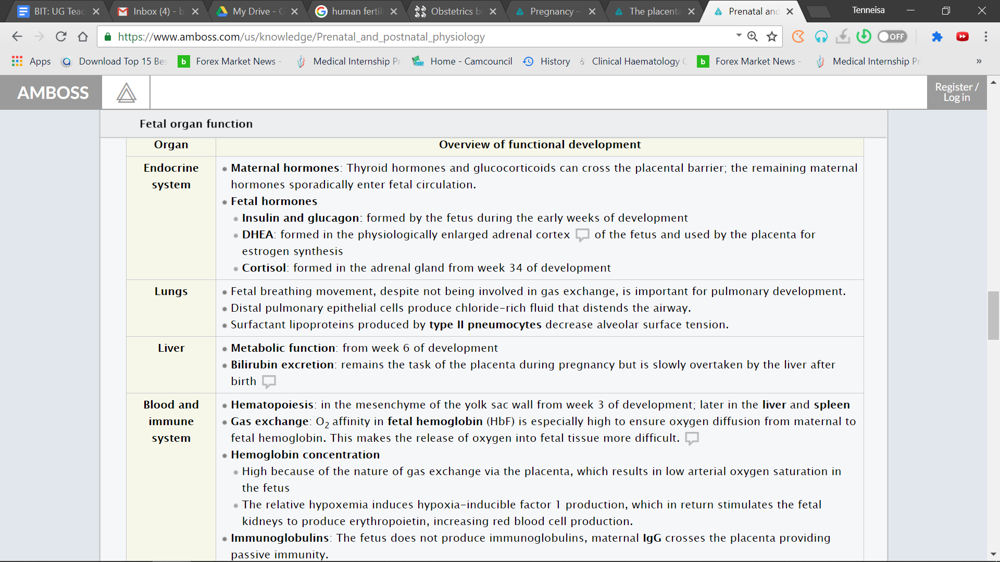 BIT: UG Teac
Inbox (4) - b
My Drive - G
human fertil
Obstetrics b
Pregnancy –
The placenta
Prenatal and
Tenneisa
https://www.amboss.com/us/knowledge/Prenatal_and_postnatal_physiology
OFF
Apps
Download Top 15 Bes
b
Forex Market News -
Medical Internship Pr
Home - Camcouncil
History
Clinical Haematology G
b
Forex Market News -
Medical Internship Pr
»
AMBOSS
Register /
Log in
Fetal organ function
Organ
Overview of functional development
Endocrine
system
• Maternal hormones: Thyroid hormones and glucocorticoids can cross the placental barrier; the remaining maternal
hormones sporadically enter fetal circulation.
• Fetal hormones
• Insulin and glucagon: formed by the fetus during the early weeks of development
• DHEA: formed in the physiologically enlarged adrenal cortex of the fetus and used by the placenta for
estrogen synthesis
• Cortisol: formed in the adrenal gland from week 34 of development
Lungs
• Fetal breathing movement, despite not being involved in gas exchange, is important for pulmonary development.
• Distal pulmonary epithelial cells produce chloride-rich fluid that distends the airway.
• Surfactant lipoproteins produced by type II pneumocytes decrease alveolar surface tension.
Liver
• Metabolic function: from week 6 of development
• Bilirubin excretion: remains the task of the placenta during pregnancy but is slowly overtaken by the liver after
birth
Blood and
immune
system
• Hematopoiesis: in the mesenchyme of the yolk sac wall from week 3 of development; later in the liver and spleen
• Gas exchange: O₂ affinity in fetal hemoglobin (HbF) is especially high to ensure oxygen diffusion from maternal to
fetal hemoglobin. This makes the release of oxygen into fetal tissue more difficult.
• Hemoglobin concentration
• High because of the nature of gas exchange via the placenta, which results in low arterial oxygen saturation in
the fetus
• The relative hypoxemia induces hypoxia-inducible factor 1 production, which in return stimulates the fetal
kidneys to produce erythropoietin, increasing red blood cell production.
• Immunoglobulins: The fetus does not produce immunoglobulins, maternal IgG crosses the placenta providing
passive immunity.